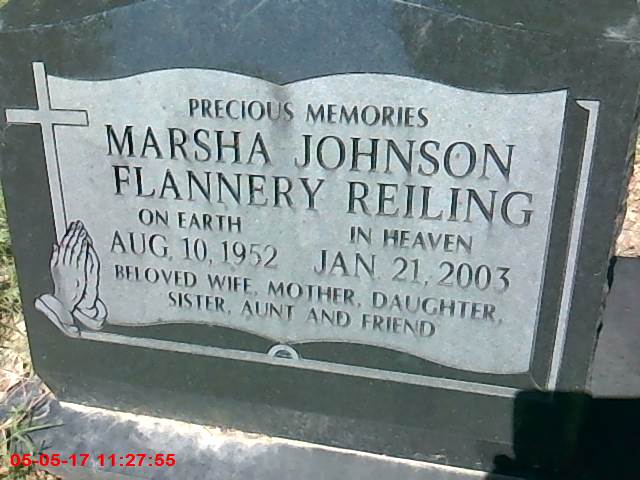 PRECIOUS MEMORIES
MARSHA JOHNSON
FLANNERY REILING
ON EARTH
AUG. 10, 1952
IN HEAVEN
JAN. 21, 2003
BELOVED WIFE, MOTHER, DAUGHTER,
SISTER, AUNT AND FRIEND
05-05-17 11:27:55